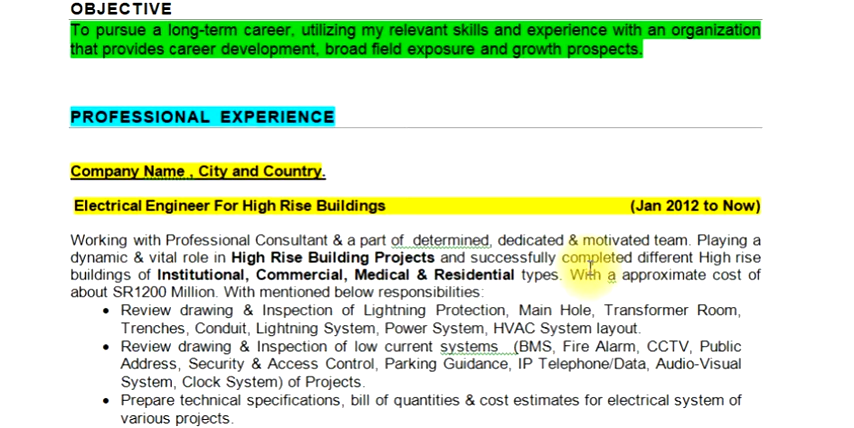 OBJECTIVE
To pursue a long-term career, utilizing my relevant skills and experience with an organization
that provides career development, broad field exposure and growth prospects.
PROFESSIONAL EXPERIENCE
Company Name , City and Country.
Electrical Engineer For High Rise Buildings (Jan 2012 to Now)
Working with Professional Consultant & a part of determined, dedicated & motivated team. Playing a
dynamic & vital role in High Rise Building Projects and successfully completed different High rise
buildings of Institutional, Commercial, Medical & Residential types. With a approximate cost of
about SR1200 Million. With mentioned below responsibilities:
• Review drawing & Inspection of Lightning Protection, Main Hole, Transformer Room,
Trenches, Conduit, Lightning System, Power System, HVAC System layout.
• Review drawing & Inspection of low current systems (BMS, Fire Alarm, CCTV, Public
Address, Security & Access Control, Parking Guidance, IP Telephone/Data, Audio-Visual
System, Clock System) of Projects.
• Prepare technical specifications, bill of quantities & cost estimates for electrical system of
various projects.